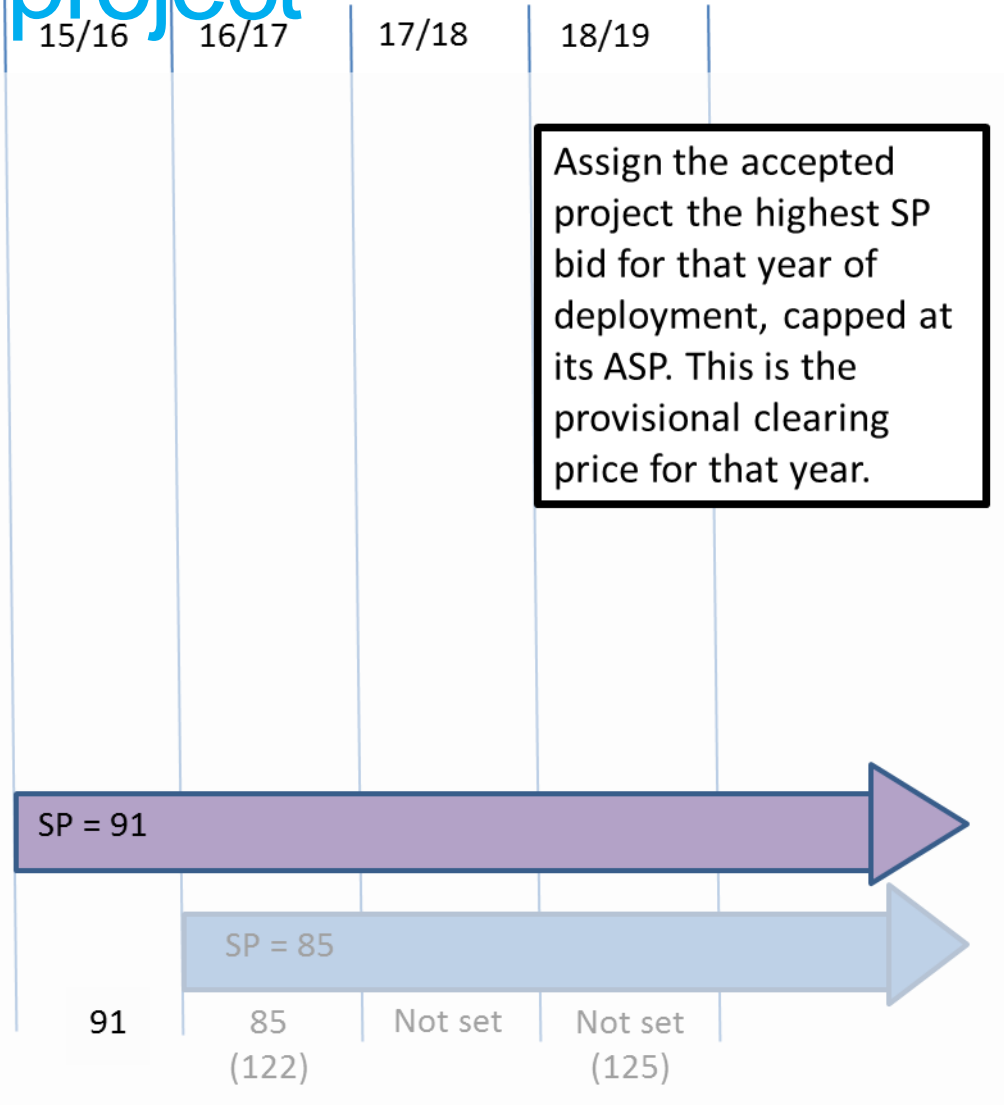 project
15/16 16/17 17/18 18/19
Assign the accepted
project the highest SP
bid for that year of
deployment, capped at
its ASP. This is the
provisional clearing
price for that year.
SP = 91
SP = 85
91 85 Not set Not set
(122) (125)